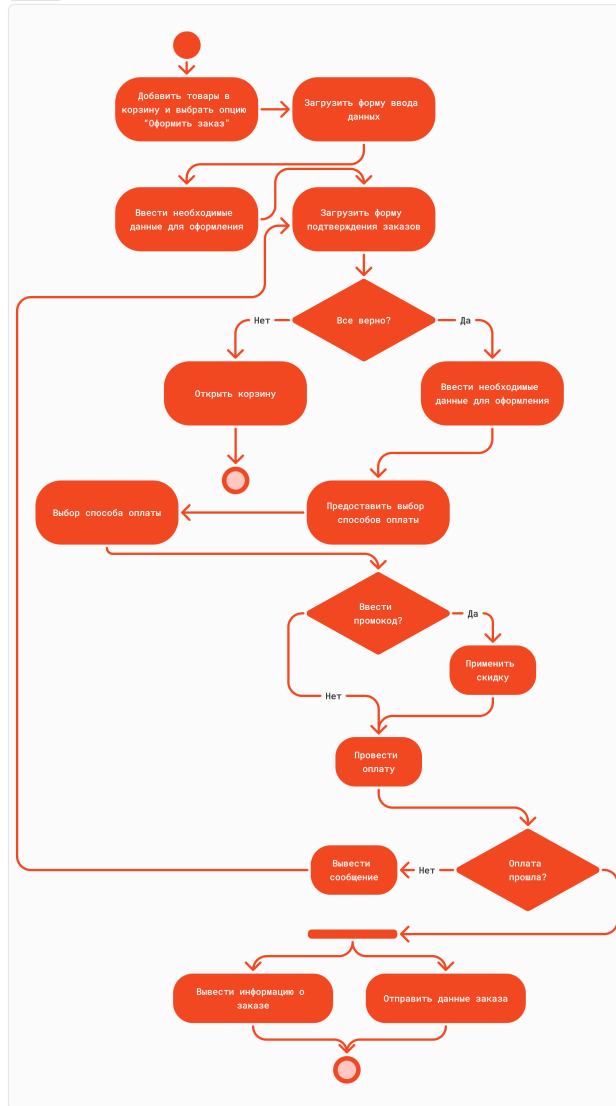 Добавить товары в
корзину и выбрать опцию
“Оформить заказ”
Загрузить форму ввода
данных
Ввести необходимые
данные для оформления
Загрузить форму
подтверждения заказов
Все верно?
Нет
Да
Открыть корзину
Ввести необходимые
данные для оформления
Выбор способа оплаты
Предоставить выбор
способов оплаты
Ввести
промокод?
Да
Применить
скидку
Нет
Провести
оплату
Оплата
прошла?
Нет
Вывести
сообщение
Вывести информацию о
заказе
Отправить данные заказа